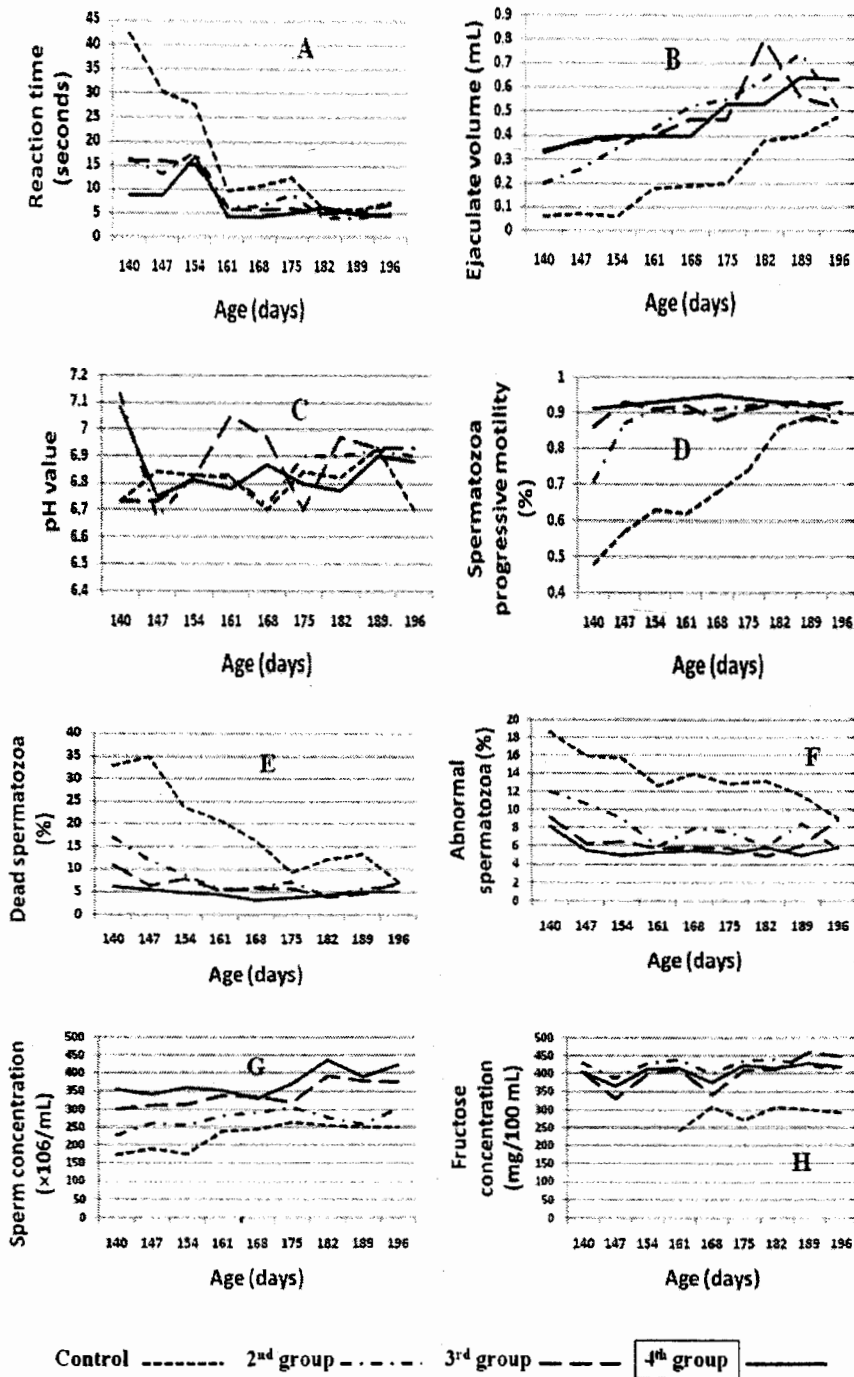 A
Reaction time (seconds)
45
40
35
30
25
20
15
10
5
0
140 147 154 161 168 175 182 189 196
Age (days)
B
Ejaculate volume (mL)
0.9
0.8
0.7
0.6
0.5
0.4
0.3
0.2
0.1
0
140 147 154 161 168 175 182 189 196
Age (days)
C
pH value
7.2
7.1
7
6.9
6.8
6.7
6.6
6.5
6.4
140 147 154 161 168 175 182 189 196
Age (days)
D
Spermatozoa
progressive motility
(%)
1
0.9
0.8
0.7
0.6
0.5
0.4
140 147 154 161 168 175 182 189 196
Age (days)
E
Dead spermatozoa
(%)
40
35
30
25
20
15
10
5
0
140 147 154 161 168 175 182 189 196
Age (days)
F
Abnormal
spermatozoa (%)
20
18
16
14
12
10
8
6
4
2
0
140 147 154 161 168 175 182 189 196
Age (days)
G
Sperm concentration
(×106/mL)
500
450
400
350
300
250
200
150
100
50
0
140 147 154 161 168 175 182 189 196
Age (days)
H
Fructose
concentration
(mg/100 mL)
500
450
400
350
300
250
200
150
100
50
0
140 147 154 161 168 175 182 189 196
Age (days)
Control 2nd group 3rd group 4th group